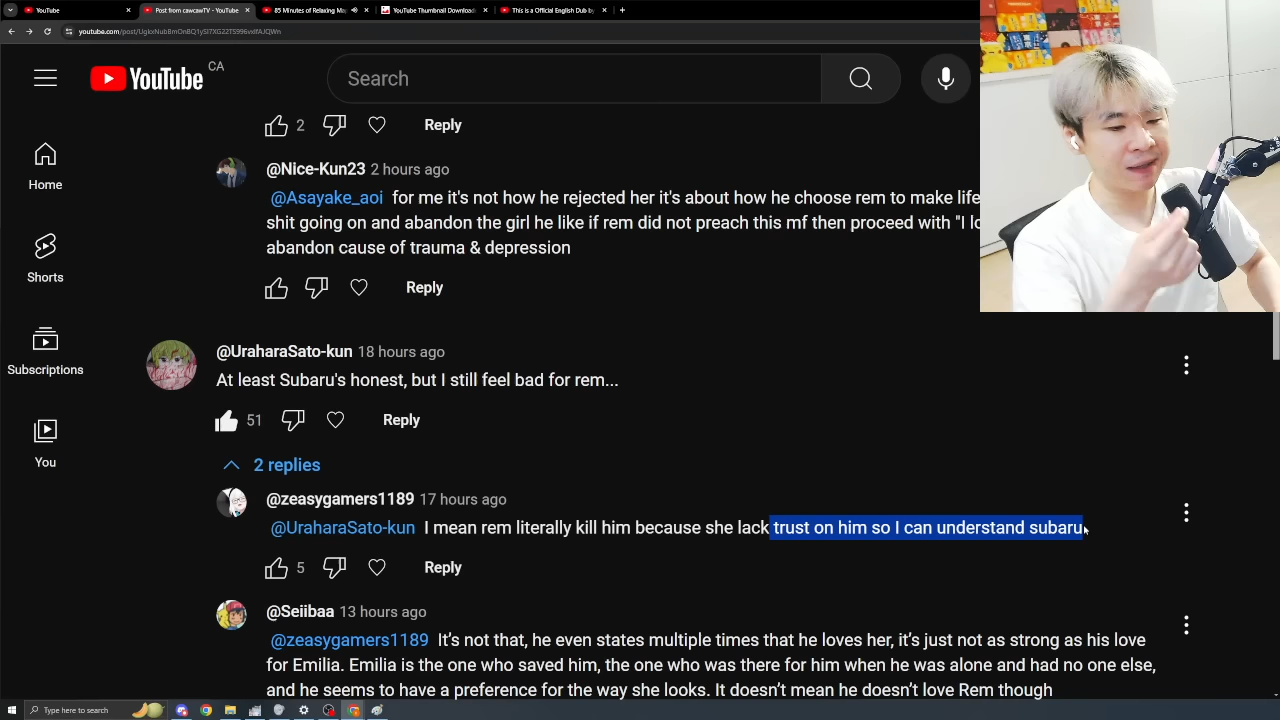 YouTube
Post from cawcawTV - YouTube
85 Minutes of Relaxing Ma
YouTube Thumbnail Download
This is a Official English Dub by
YouTube
CA
Search
2
Reply
@Nice-Kun23 2 hours ago
@Asayake_aoi for me it's not how he rejected her it's about how he choose rem to make life
shit going on and abandon the girl he like if rem did not preach this mf then proceed with "I lo
abandon cause of trauma & depression
Reply
Home
Shorts
Subscriptions
You
@UraharaSato-kun 18 hours ago
At least Subaru's honest, but I still feel bad for rem...
51
Reply
2 replies
@zeasygamers1189 17 hours ago
@UraharaSato-kun I mean rem literally kill him because she lack trust on him so I can understand subaru
5
Reply
@Seiibaa 13 hours ago
@zeasygamers1189 It's not that, he even states multiple times that he loves her, it's just not as strong as his love
for Emilia. Emilia is the one who saved him, the one who was there for him when he was alone and had no one else,
and he seems to have a preference for the way she looks. It doesn't mean he doesn't love Rem though
Type here to search